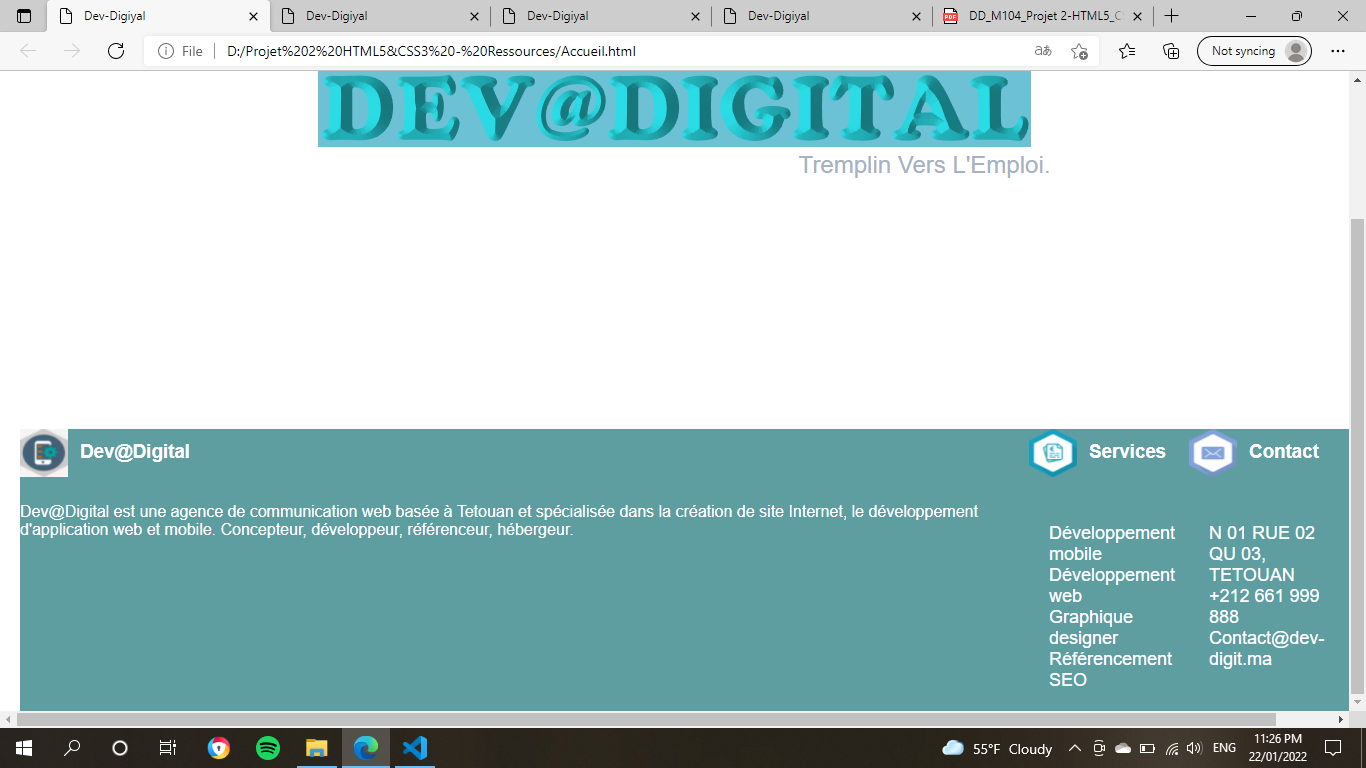 Dev-Digiyal
Dev-Digiyal
Dev-Digiyal
Dev-Digiyal
DD_M104_Projet 2-HTML5_C
File
D:/Projet%202%20HTML5&CSS3%20-%20Ressources/Accueil.html
Not syncing
DEV@DIGITAL
Tremplin Vers L'Emploi.
Dev@Digital
Dev@Digital est une agence de communication web basée à Tetouan et spécialisée dans la création de site Internet, le développement
d'application web et mobile. Concepteur, développeur, référenceur, hébergeur.
Services
Développement
mobile
Développement
web
Graphique
designer
Référencement
SEO
Contact
N 01 RUE 02
QU 03,
TETOUAN
+212 661 999
888
Contact@dev-
digit.ma
55°F Cloudy
ENG
11:26 PM
22/01/2022